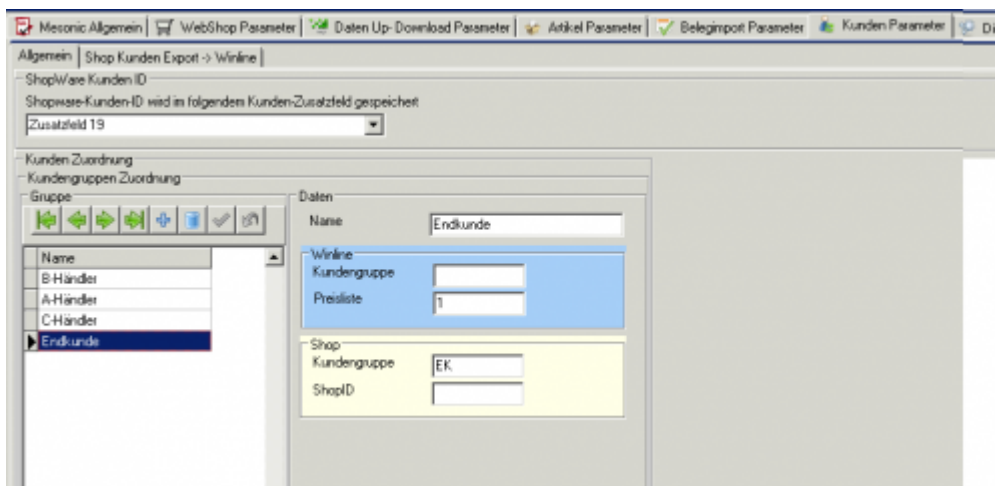 Mesonic Allgemein WebShop Parameter Daten Up- Download Parameter Artikel Parameter Belegimport Parameter Kunden Parameter
Allgemein Shop Kunden Export -> Winline
ShopWare Kunden ID
Shopware-Kunden-ID wird im folgendem Kunden-Zusatzfeld gespeichert
Zusatzfeld 19
Kunden Zuordnung
Kundengruppen Zuordnung
Gruppe
Name
B-Händler
A-Händler
C-Händler
Endkunde
Daten
Name Endkunde
Winline
Kundengruppe
Preisliste 1
Shop
Kundengruppe EK
ShopID